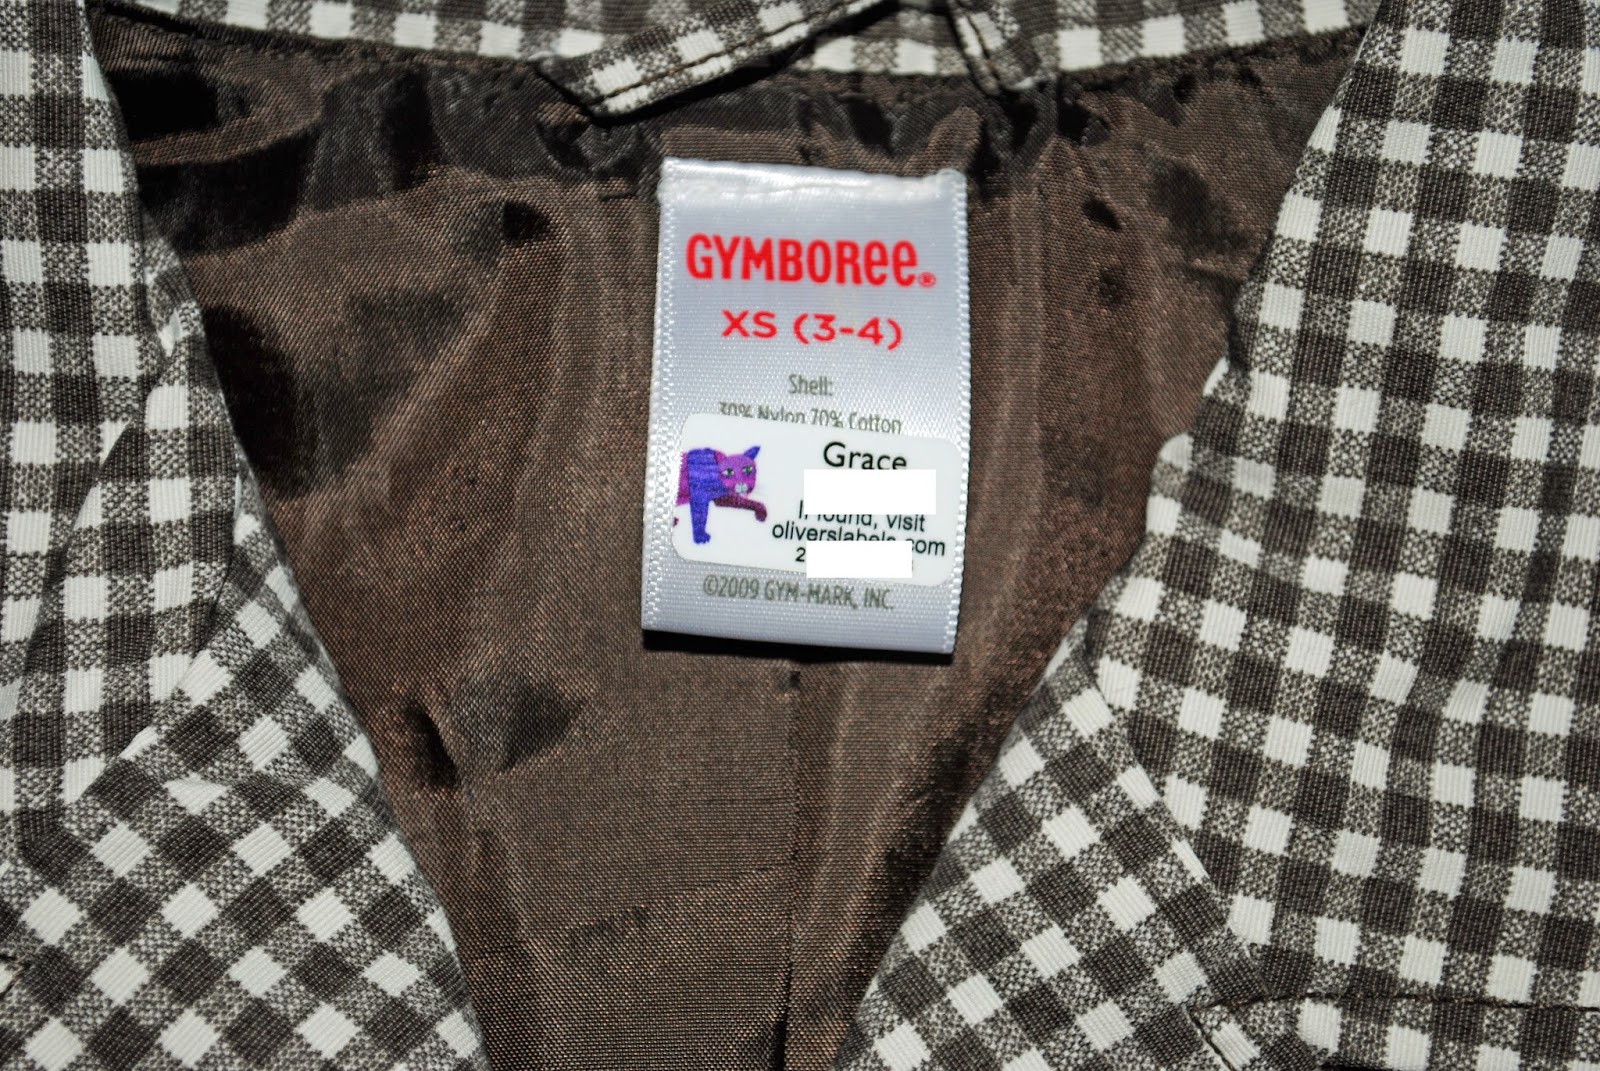 GYMBOREE®
XS (3-4)
Shell:
30% Nylon 70% Cotton
Grace
If found, visit
oliverslabels.com
2
©2009 GYM-MARK, INC.